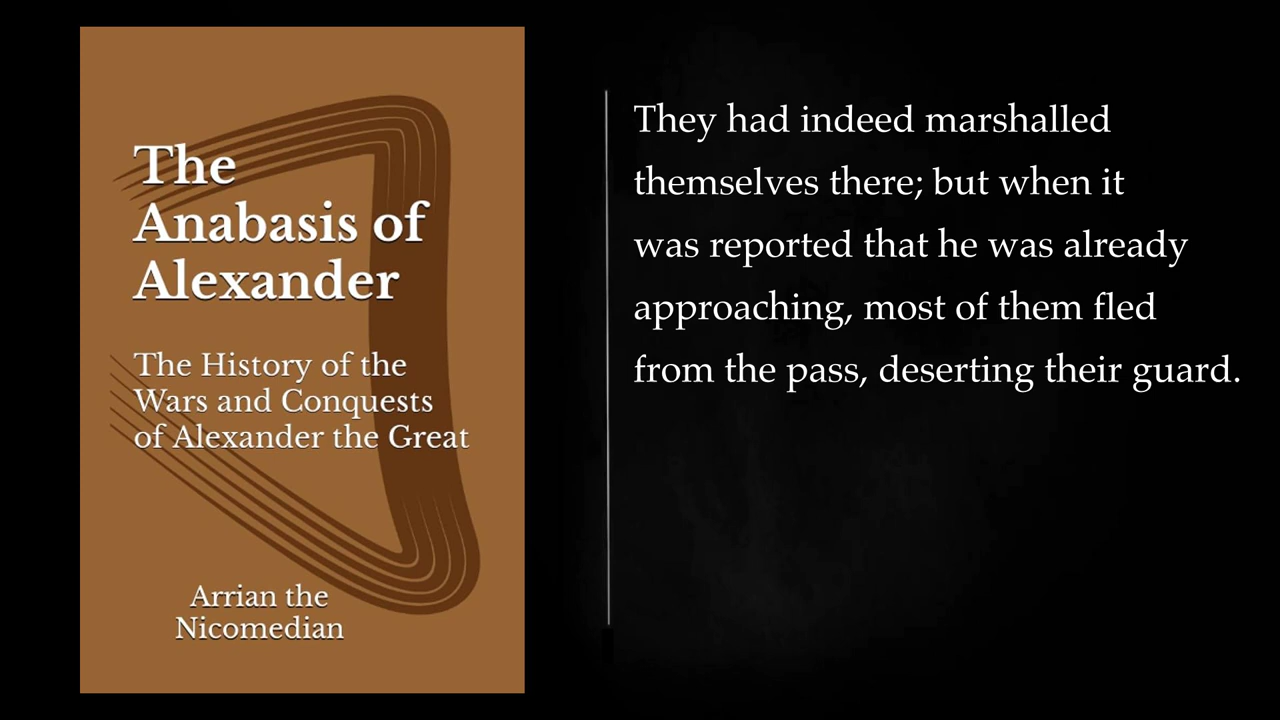 The
Anabasis of
Alexander
The History of the
Wars and Conquests
of Alexander the Great
Arrian the
Nicomedian
They had indeed marshalled
themselves there; but when it
was reported that he was already
approaching, most of them fled
from the pass, deserting their guard.